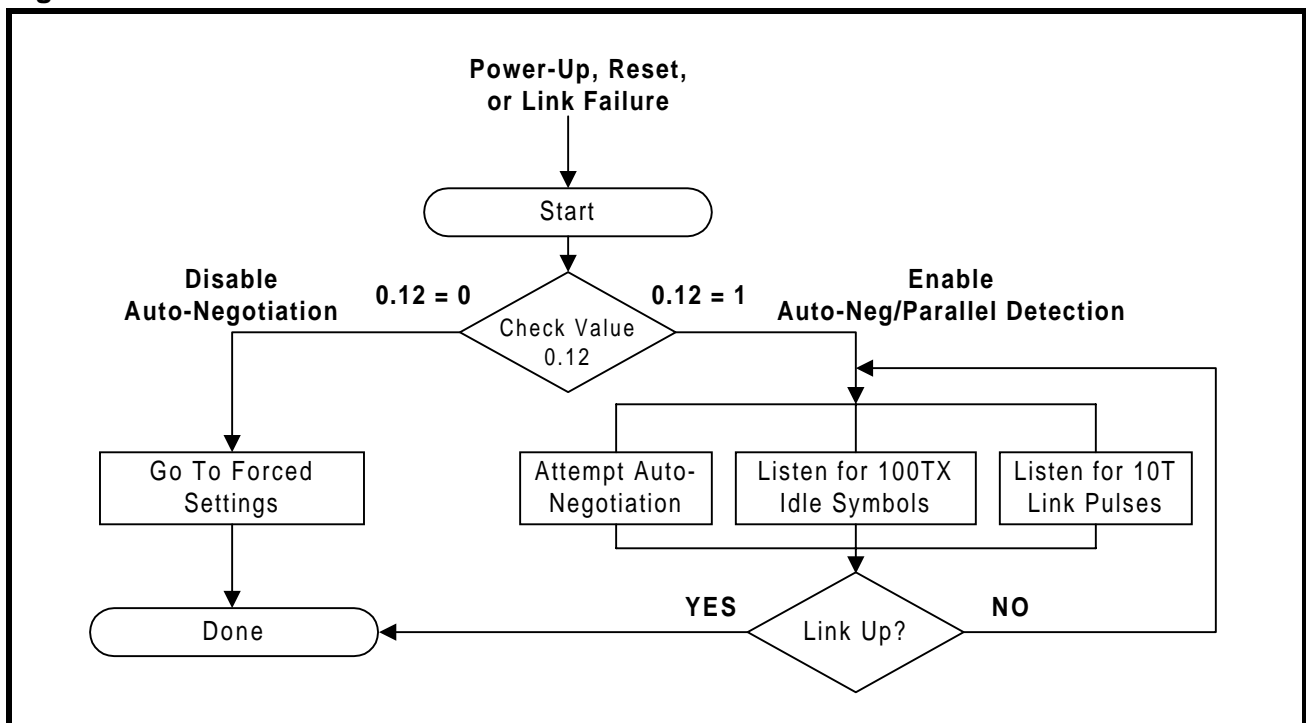 Power-Up, Reset,
or Link Failure
Start
Disable
Auto-Negotiation
0.12 = 0
0.12 = 1
Enable
Auto-Neg/Parallel Detection
Check Value
0.12
Go To Forced
Settings
Attempt Auto-
Negotiation
Listen for 100TX
Idle Symbols
Listen for 10T
Link Pulses
Done
YES
Link Up?
NO